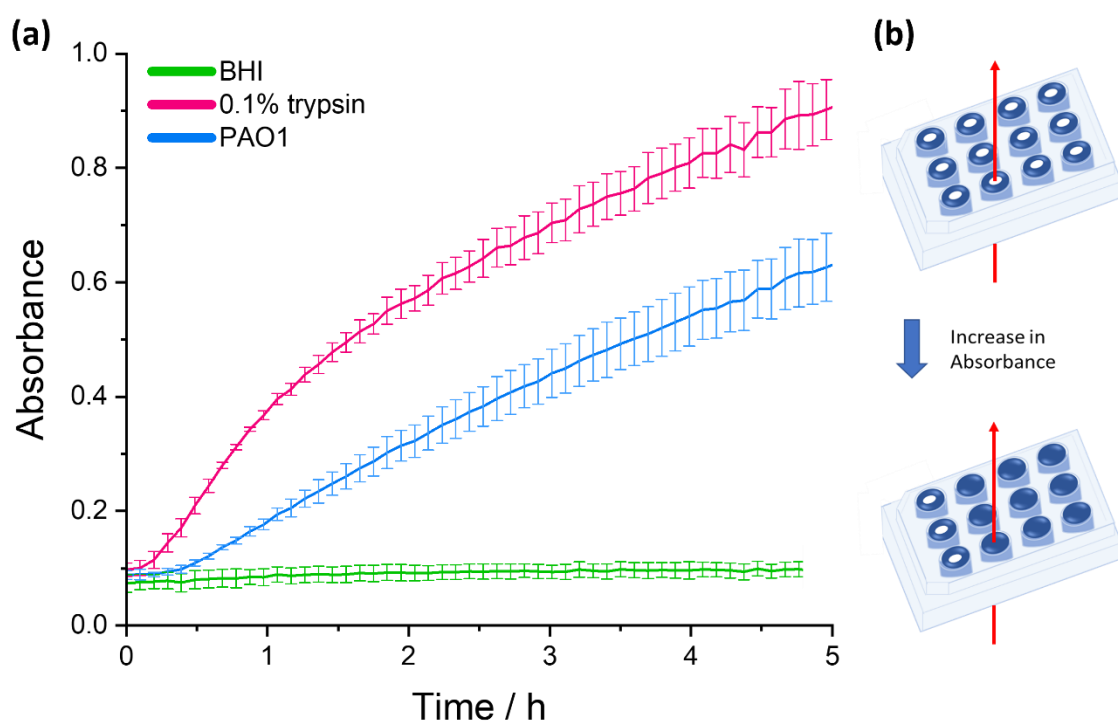 (a)
BHI
0.1% trypsin
PAO1
Absorbance
1.0
0.8
0.6
0.4
0.2
0.0
0 1 2 3 4 5
Time / h
(b)
Increase in
Absorbance